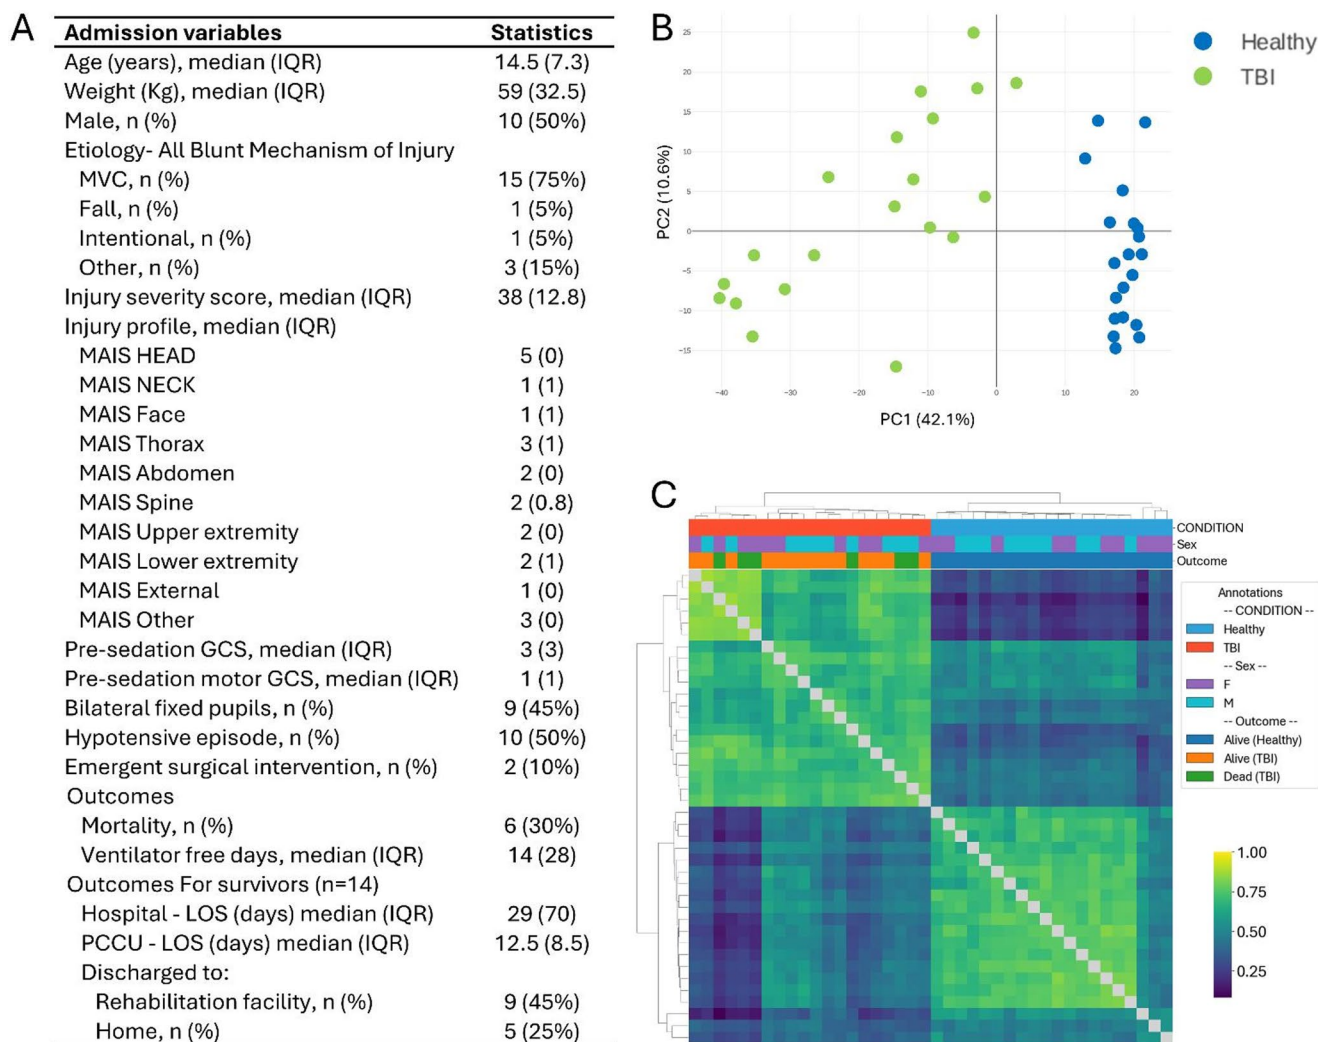 A
Admission variables Statistics
Age (years), median (IQR) 14.5 (7.3)
Weight (Kg), median (IQR) 59 (32.5)
Male, n (%) 10 (50%)
Etiology- All Blunt Mechanism of Injury
MVC, n (%) 15 (75%)
Fall, n (%) 1 (5%)
Intentional, n (%) 1 (5%)
Other, n (%) 3 (15%)
Injury severity score, median (IQR) 38 (12.8)
Injury profile, median (IQR)
MAIS HEAD 5 (0)
MAIS NECK 1 (1)
MAIS Face 1 (1)
MAIS Thorax 3 (1)
MAIS Abdomen 2 (0)
MAIS Spine 2 (0.8)
MAIS Upper extremity 2 (0)
MAIS Lower extremity 2 (1)
MAIS External 1 (0)
MAIS Other 3 (0)
Pre-sedation GCS, median (IQR) 3 (3)
Pre-sedation motor GCS, median (IQR) 1 (1)
Bilateral fixed pupils, n (%) 9 (45%)
Hypotensive episode, n (%) 10 (50%)
Emergent surgical intervention, n (%) 2 (10%)
Outcomes
Mortality, n (%) 6 (30%)
Ventilator free days, median (IQR) 14 (28)
Outcomes For survivors (n=14)
Hospital - LOS (days) median (IQR) 29 (70)
PCCU - LOS (days) median (IQR) 12.5 (8.5)
Discharged to:
Rehabilitation facility, n (%) 9 (45%)
Home, n (%) 5 (25%)
B
25
20
15
10
5
0
−5
−10
−15
PC2 (10.6%)
−40 −30 −20 −10 0 10 20
PC1 (42.1%)
Healthy
TBI
C
CONDITION
Sex
Outcome
Annotations
-- CONDITION --
Healthy
TBI
-- Sex --
F
M
-- Outcome --
Alive (Healthy)
Alive (TBI)
Dead (TBI)
1.00
0.75
0.50
0.25